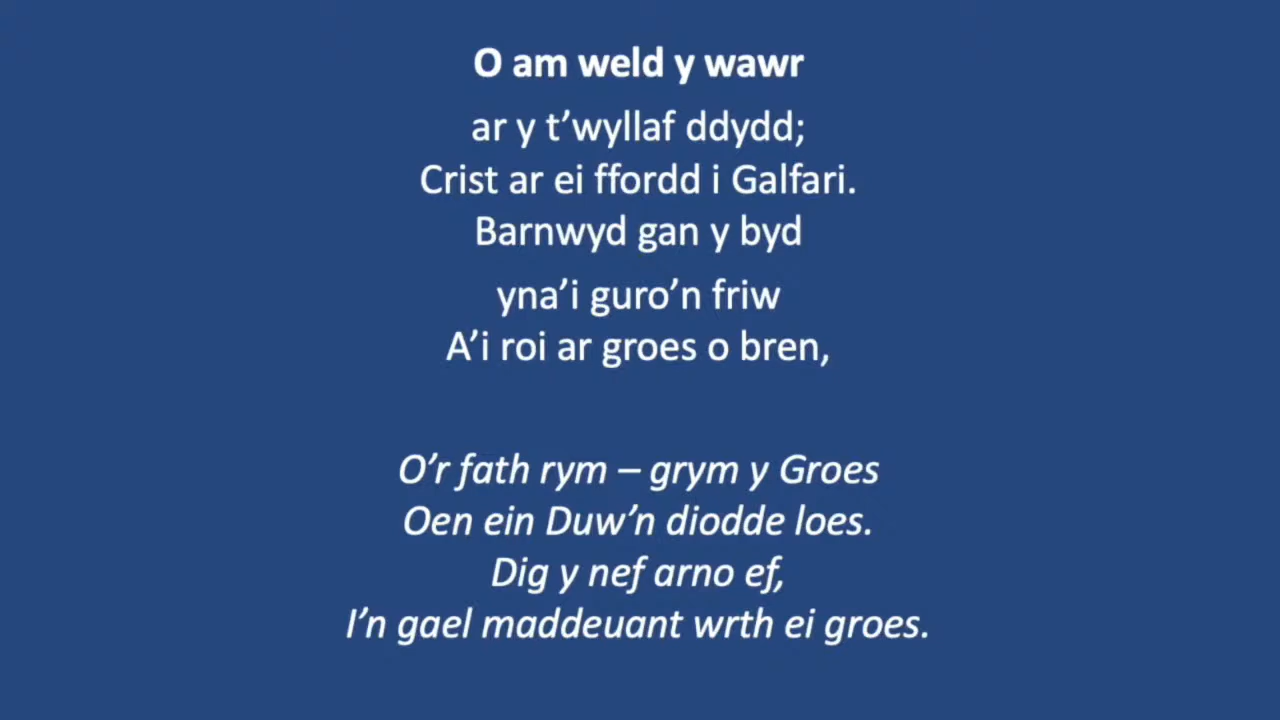 O am weld y wawr
ar y t’wyllaf ddydd;
Crist ar ei ffordd i Galfari.
Barnwyd gan y byd
yna’i guro’n friw
A’i roi ar groes o bren,
O’r fath rym – grym y Groes
Oen ein Duw’n diodde loes.
Dig y nef arno ef,
I’n gael maddeuant wrth ei groes.